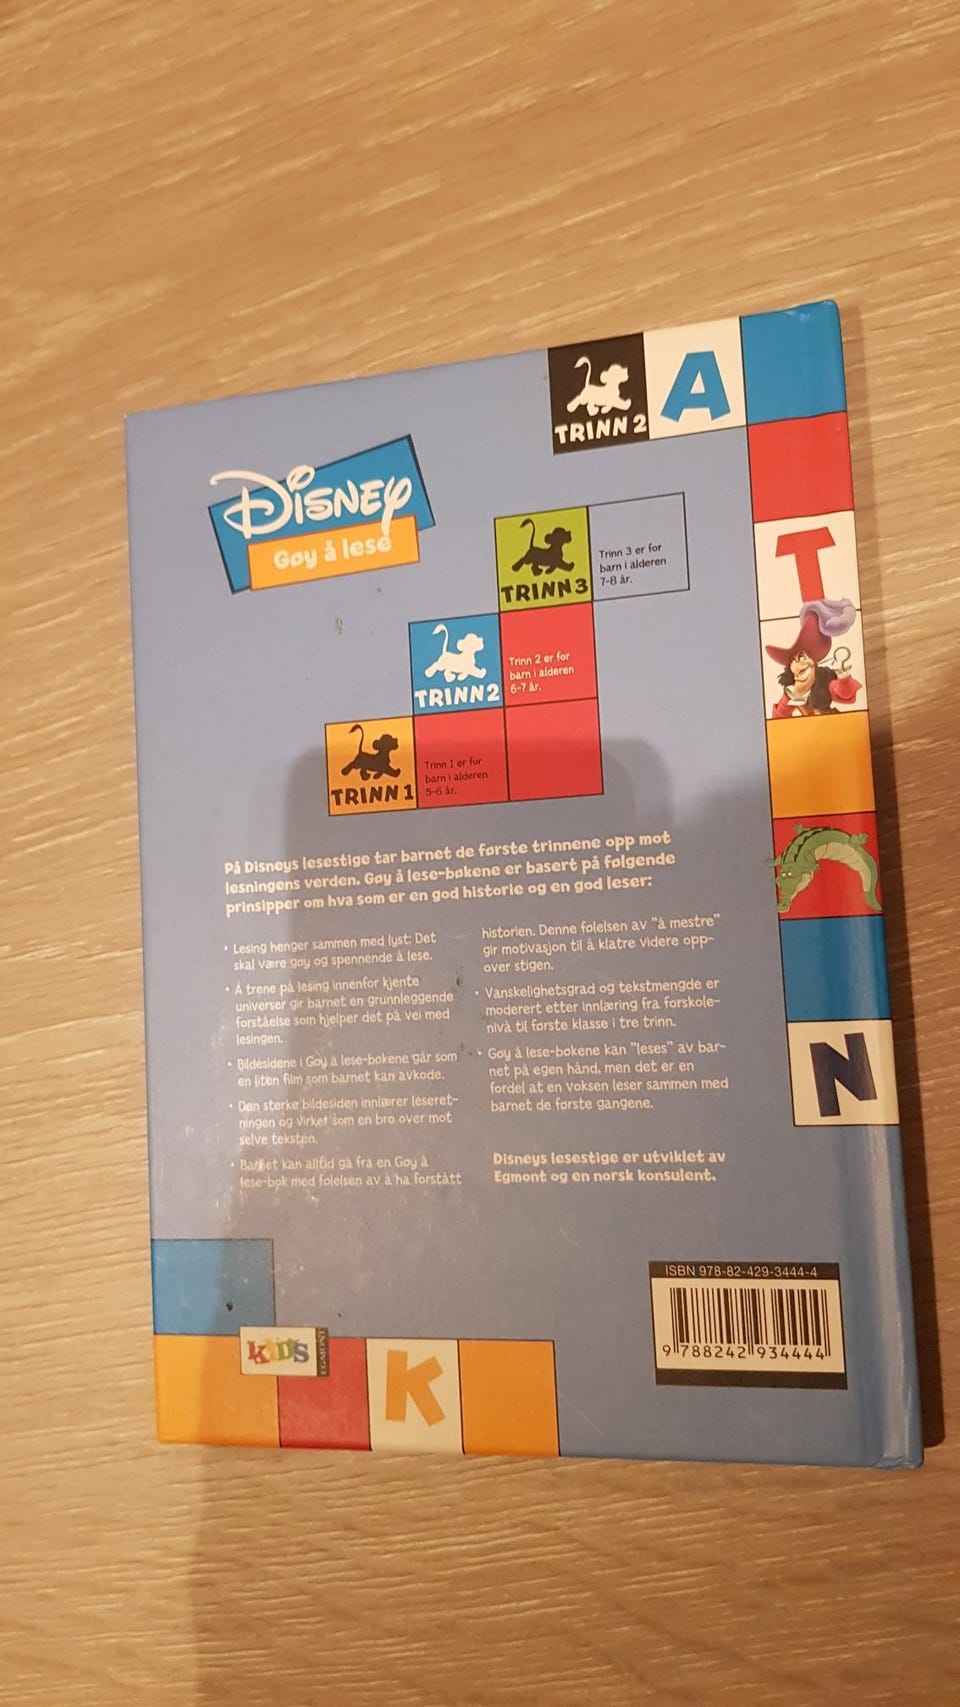 TRINN 2
A
DISNEY
Gøy å lese
T
TRINN 3
Trinn 3 er for
barn i alderen
7-8 år.
TRINN 2
Trinn 2 er for
barn i alderen
6-7 år.
TRINN 1
Trinn 1 er for
barn i alderen
5-6 år.
På Disneys lesestige tar barnet de første trinnene opp mot
lesningens verden. Gøy å lese-bøkene er basert på følgende
prinsipper om hva som er en god historie og en god leser:
• Lesing henger sammen med lyst: Det
skal være gøy og spennende å lese.
• Å trene på lesing innenfor kjente
universer gir barnet en grunnleggende
forståelse som hjelper det på vei med
lesingen.
• Bildesidene i Gøy å lese-bøkene går som
en liten film som barnet kan avkode.
• Den sterke bildesiden innlærer leseret-
ningen og virker som en bro over mot
selve teksten.
• Barnet kan alltid gå fra en Gøy å
lese-bok med følelsen av å ha forstått
historien. Denne følelsen av "å mestre"
gir motivasjon til å klatre videre opp-
over stigen.
• Vanskelighetsgrad og tekstmengde er
moderert etter innlæring fra førskole-
nivå til første klasse i tre trinn.
• Gøy å lese-bøkene kan "leses" av bar-
net på egen hånd, men det er en
fordel at en voksen leser sammen med
barnet de første gangene.
Disneys lesestige er utviklet av
Egmont og en norsk konsulent.
N
ISBN 978-82-429-3444-4
9 788242 934444
KIDS
EGMONT
K